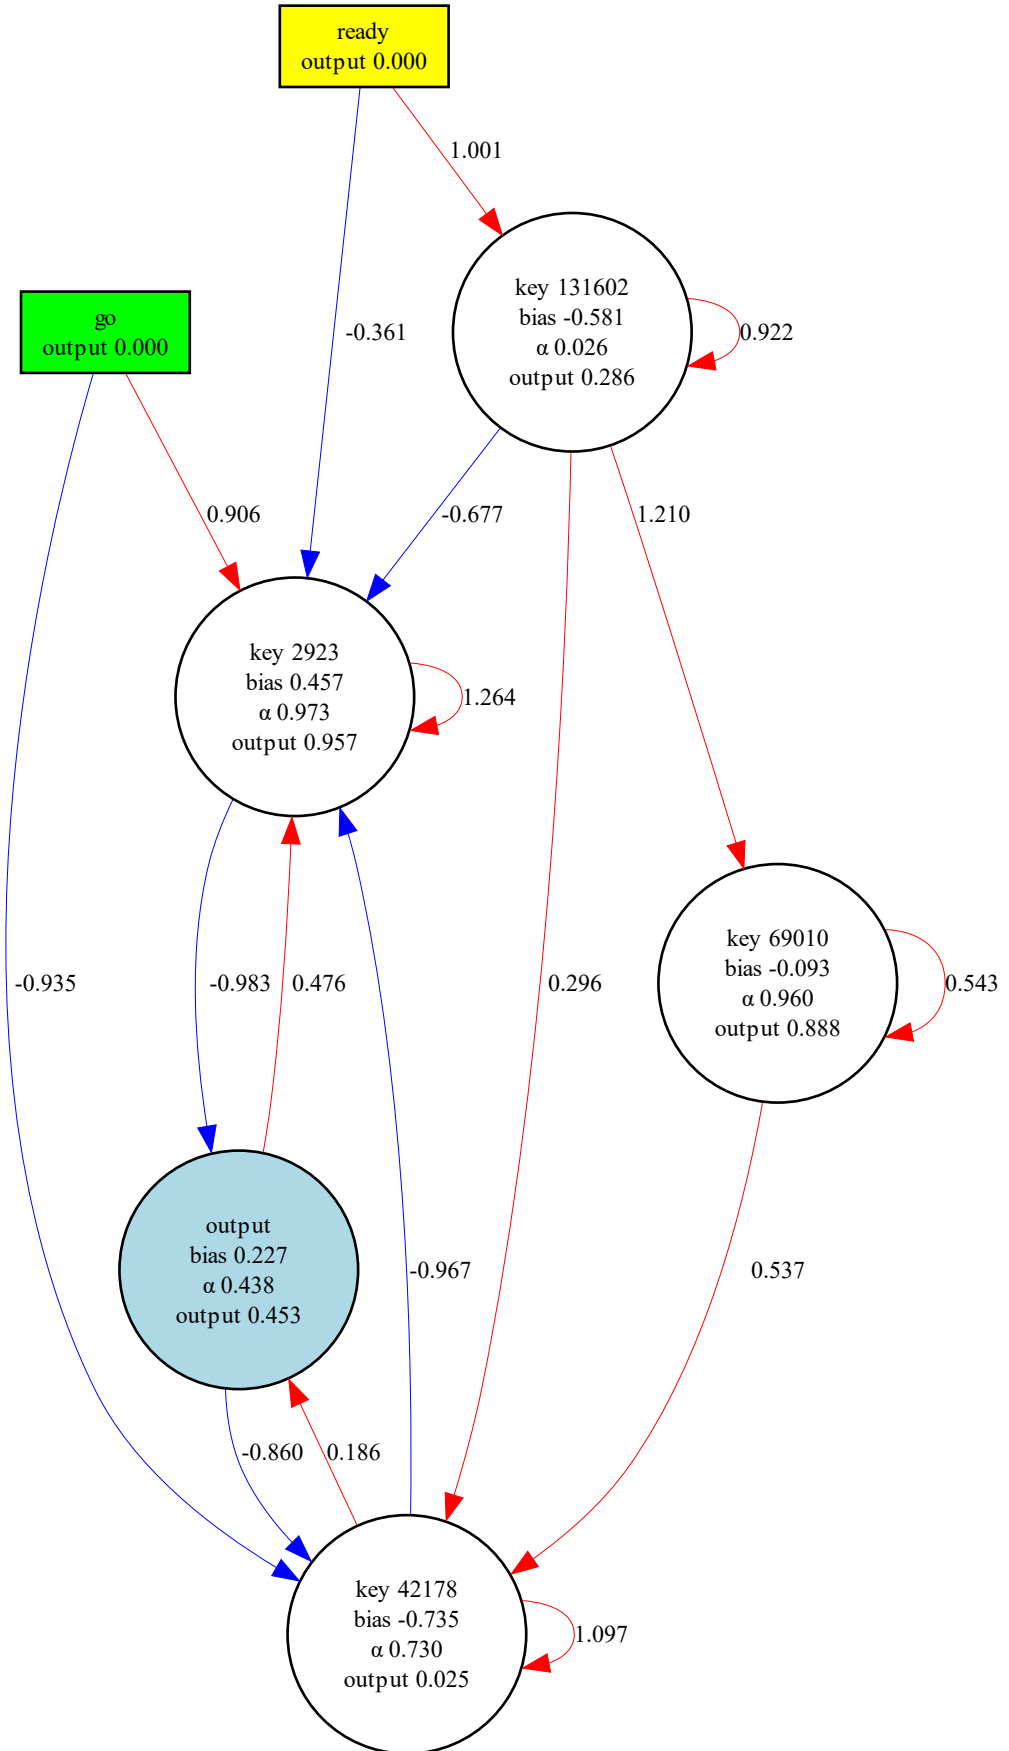 ready
output 0.000
1.001
key 131602
bias -0.581
α 0.026
output 0.286
0.922
go
output 0.000
-0.361
0.906
-0.677
1.210
key 2923
bias 0.457
α 0.973
output 0.957
1.264
key 69010
bias -0.093
α 0.960
output 0.888
0.543
-0.935
-0.983
0.476
0.296
output
bias 0.227
α 0.438
output 0.453
-0.967
0.537
-0.860
0.186
key 42178
bias -0.735
α 0.730
output 0.025
1.097